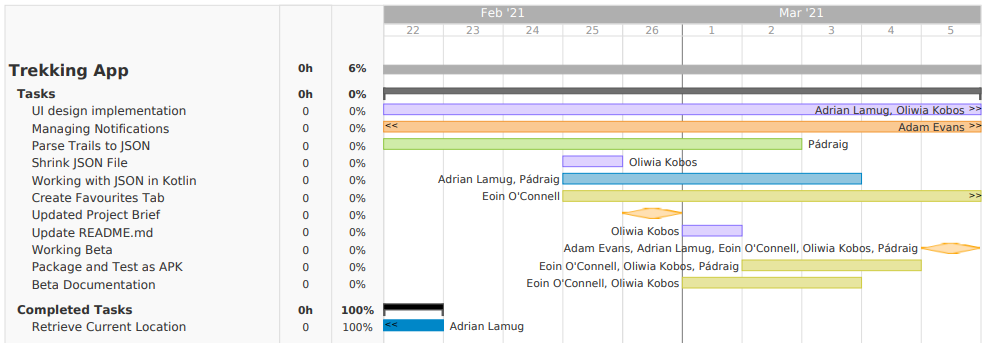 Feb '21 Mar '21
22 23 24 25 26 1 2 3 4 5
Trekking App 0h 6%
Tasks 0h 0%
UI design implementation 0 0% Adrian Lamug, Oliwia Kobos >>
Managing Notifications 0 0% << Adam Evans >>
Parse Trails to JSON 0 0% Pádraig
Shrink JSON File 0 0% Oliwia Kobos
Working with JSON in Kotlin 0 0% Adrian Lamug, Pádraig
Create Favourites Tab 0 0% Eoin O'Connell >>
Updated Project Brief 0 0%
Update README.md 0 0% Oliwia Kobos
Working Beta 0 0% Adam Evans, Adrian Lamug, Eoin O'Connell, Oliwia Kobos, Pádraig
Package and Test as APK 0 0% Eoin O'Connell, Oliwia Kobos, Pádraig
Beta Documentation 0 0% Eoin O'Connell, Oliwia Kobos
Completed Tasks 0h 100%
Retrieve Current Location 0 100% << Adrian Lamug